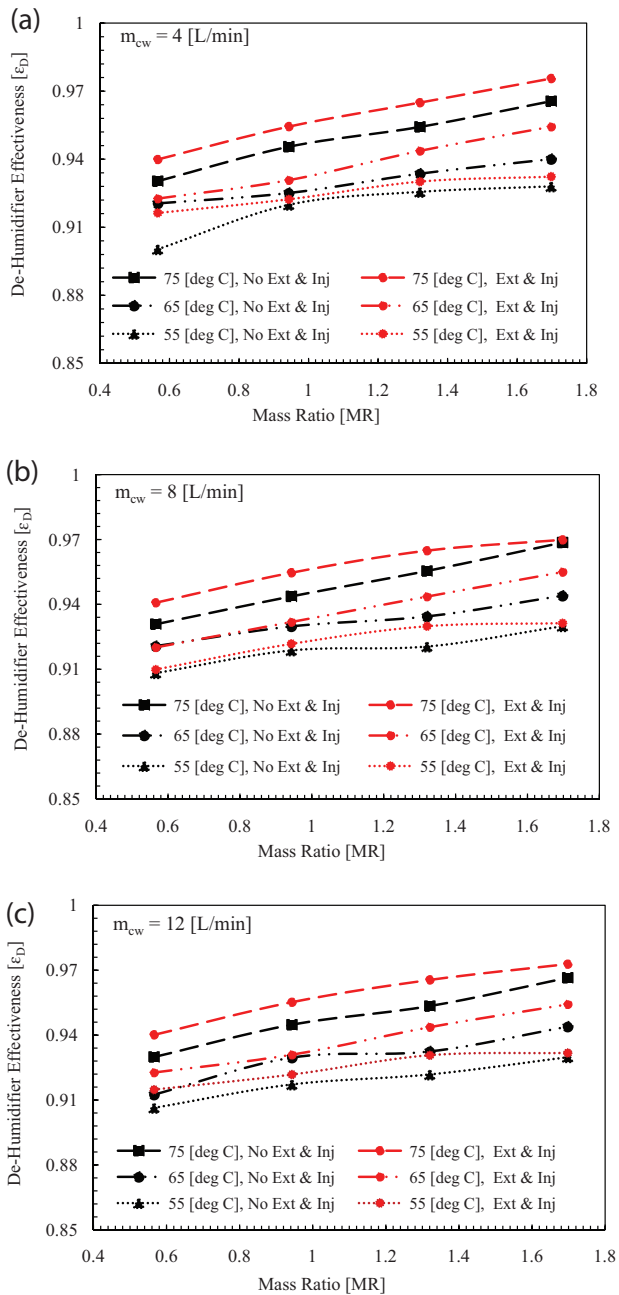 (a)
m_cw = 4 [L/min]
De-Humidifier Effectiveness [ε_D]
1
0.97
0.94
0.91
0.88
0.85
75 [deg C], No Ext & Inj
75 [deg C], Ext & Inj
65 [deg C], No Ext & Inj
65 [deg C], Ext & Inj
55 [deg C], No Ext & Inj
55 [deg C], Ext & Inj
0.4 0.6 0.8 1 1.2 1.4 1.6 1.8
Mass Ratio [MR]
(b)
m_cw = 8 [L/min]
De-Humidifier Effectiveness [ε_D]
1
0.97
0.94
0.91
0.88
0.85
75 [deg C], No Ext & Inj
75 [deg C], Ext & Inj
65 [deg C], No Ext & Inj
65 [deg C], Ext & Inj
55 [deg C], No Ext & Inj
55 [deg C], Ext & Inj
0.4 0.6 0.8 1 1.2 1.4 1.6 1.8
Mass Ratio [MR]
(c)
m_cw = 12 [L/min]
De-Humidifier Effectiveness [ε_D]
1
0.97
0.94
0.91
0.88
0.85
75 [deg C], No Ext & Inj
75 [deg C], Ext & Inj
65 [deg C], No Ext & Inj
65 [deg C], Ext & Inj
55 [deg C], No Ext & Inj
55 [deg C], Ext & Inj
0.4 0.6 0.8 1 1.2 1.4 1.6 1.8
Mass Ratio [MR]